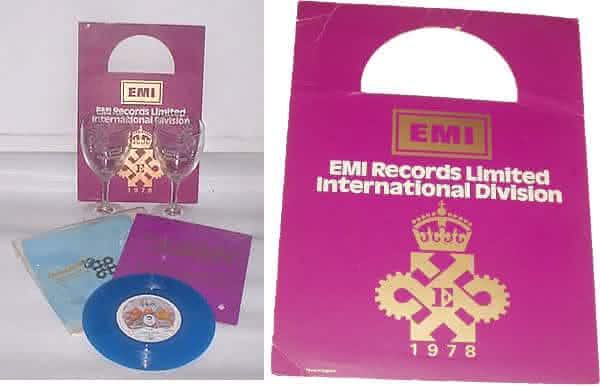 EMI
EMI Records Limited
International Division
E
1978
EMI
EMI Records Limited
International Division
E
1978